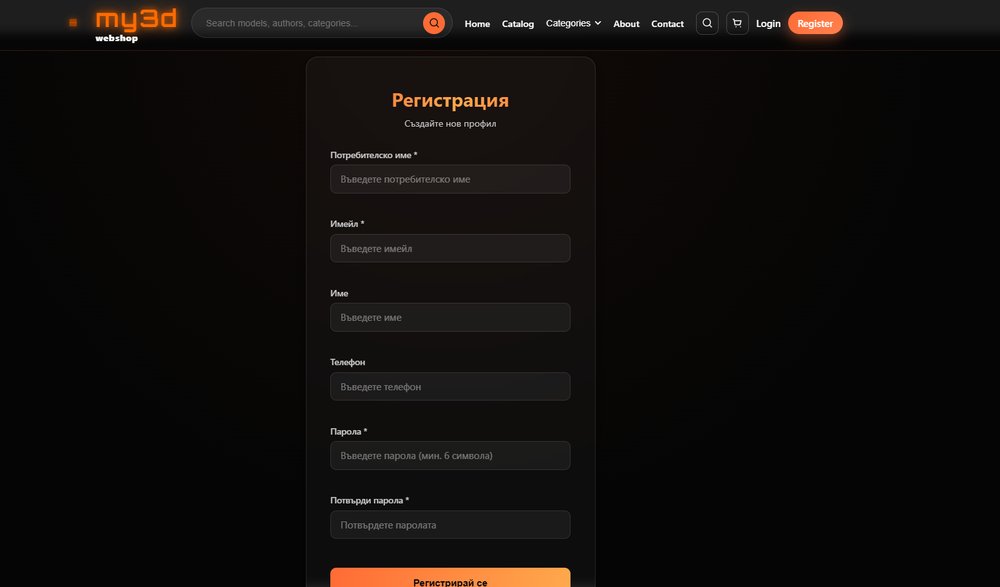 my3d
webshop
Search models, authors, categories...
Home
Catalog
Categories
About
Contact
Login
Register
Регистрация
Създайте нов профил
Потребителско име *
Въведете потребителско име
Имейл *
Въведете имейл
Име
Въведете име
Телефон
Въведете телефон
Парола *
Въведете парола (мин. 6 символа)
Потвърди парола *
Потвърдете паролата
Регистрирай се